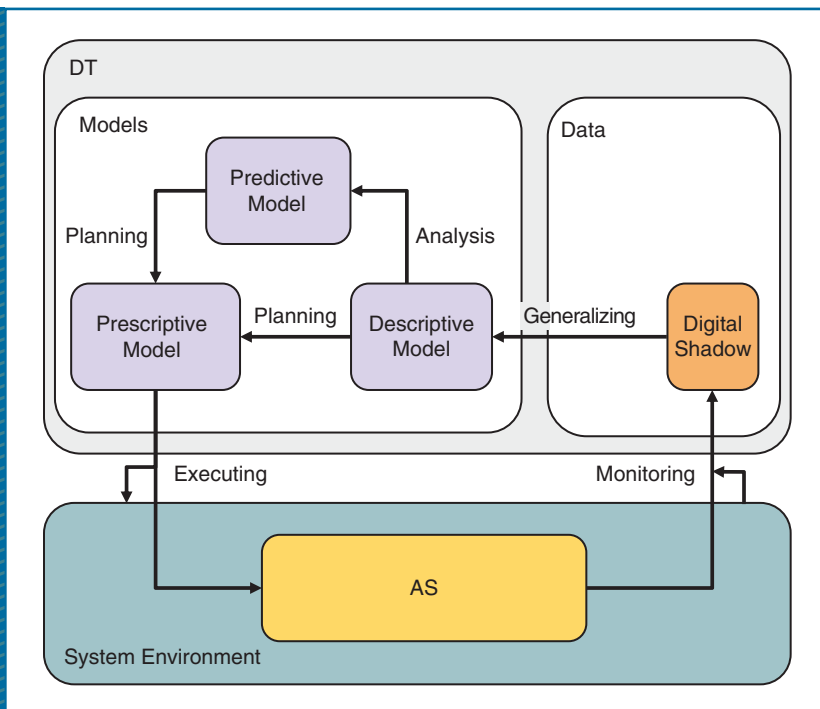 DT
Models
Data
Predictive
Model
Planning
Analysis
Prescriptive
Model
Planning
Descriptive
Model
Generalizing
Digital
Shadow
Executing
Monitoring
AS
System Environment